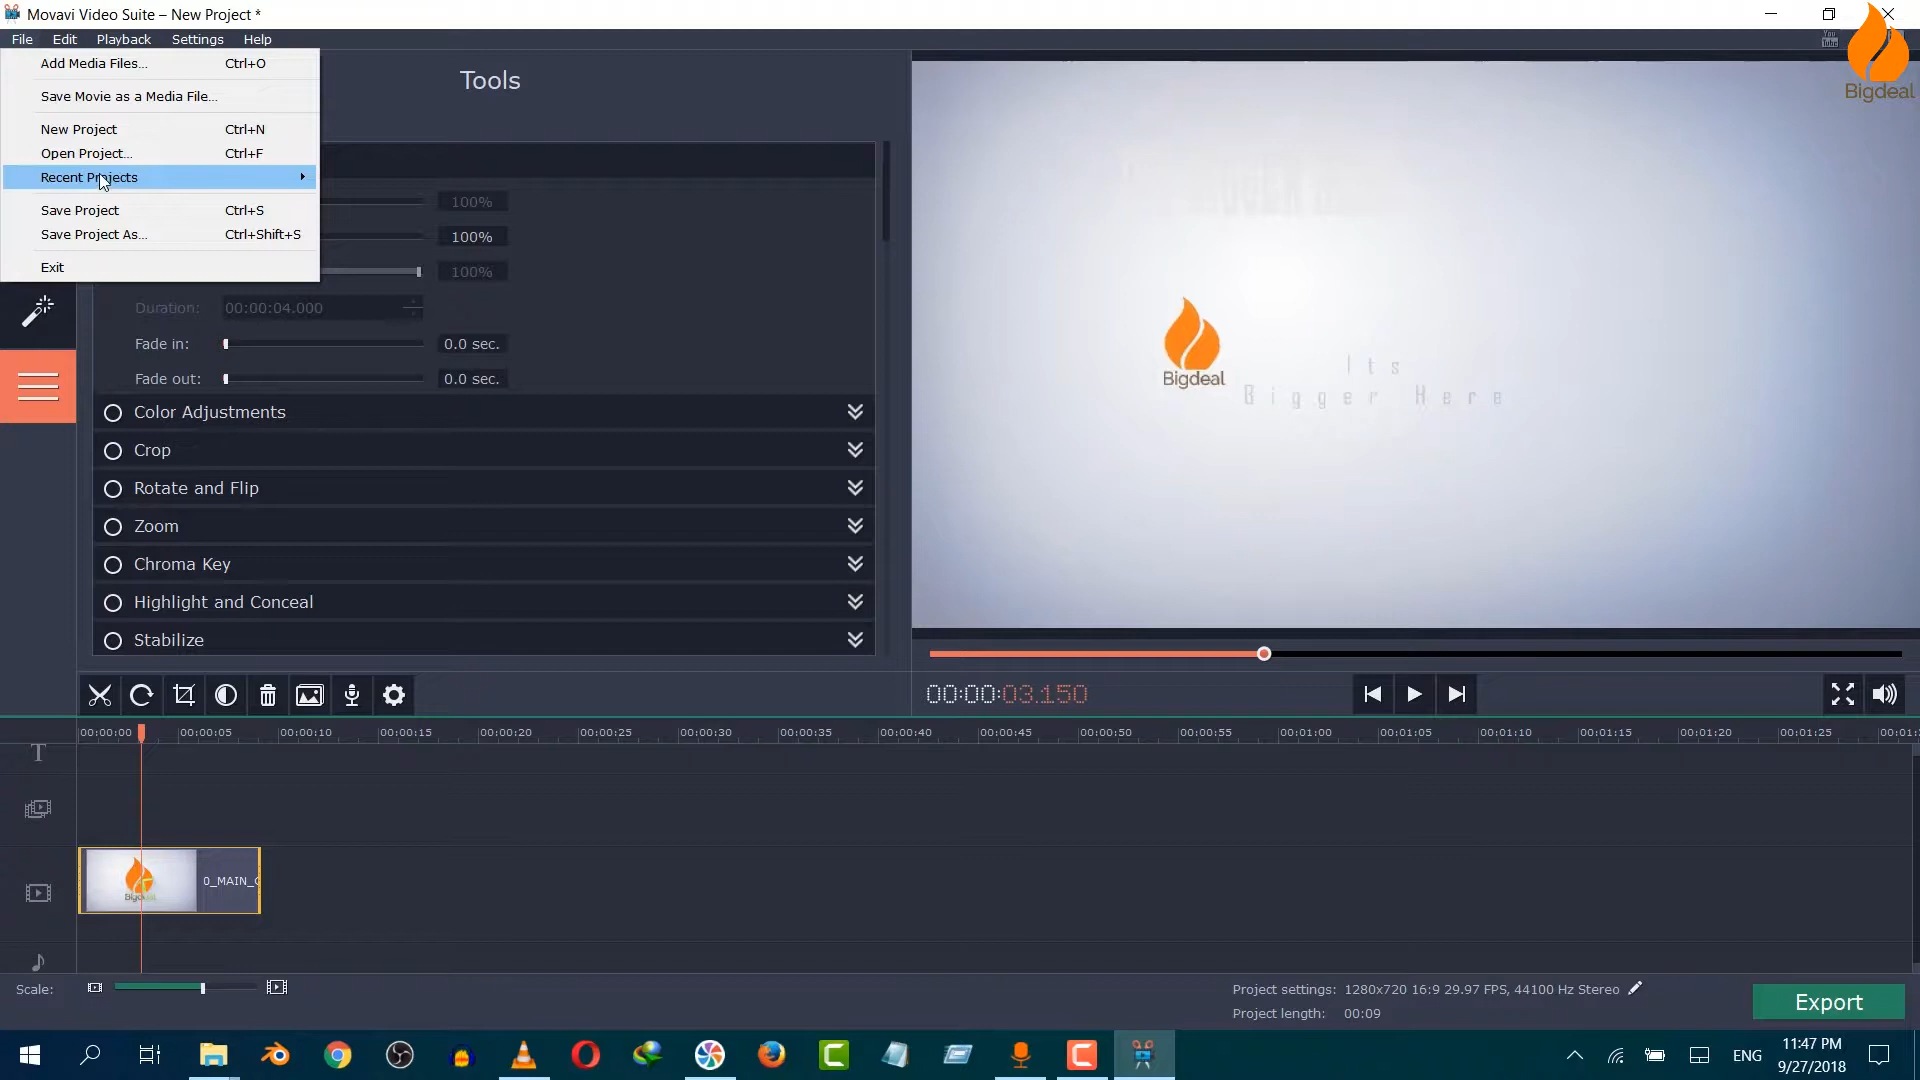 Movavi Video Suite – New Project *
File Edit Playback Settings Help
Bigdeal
Add Media Files... Ctrl+O
Save Movie as a Media File...
New Project Ctrl+N
Open Project... Ctrl+F
Recent Projects
Save Project Ctrl+S
Save Project As... Ctrl+Shift+S
Exit
Tools
100%
100%
100%
Duration: 00:00:04.000
Fade in: 0.0 sec.
Fade out: 0.0 sec.
Color Adjustments
Crop
Rotate and Flip
Zoom
Chroma Key
Highlight and Conceal
Stabilize
Bigdeal
Its
Bigger Here
00:00:03.150
00:00:00 00:00:05 00:00:10 00:00:15 00:00:20 00:00:25 00:00:30 00:00:35 00:00:40 00:00:45 00:00:50 00:00:55 00:01:00 00:01:05 00:01:10 00:01:15 00:01:20 00:01:25 00:01:
T
Bigdeal
0_MAIN_
Scale:
Project settings: 1280x720 16:9 29.97 FPS, 44100 Hz Stereo
Project length: 00:09
Export
ENG
11:47 PM
9/27/2018